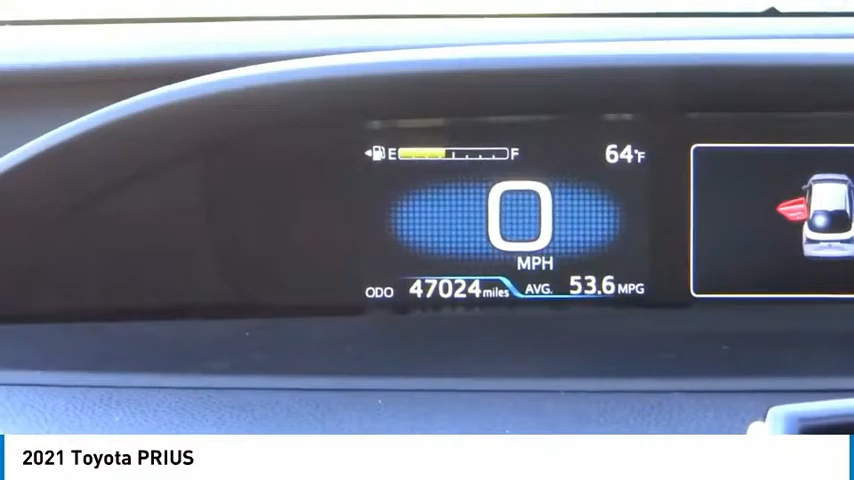 E F 64°F
0
MPH
ODO 47024 miles AVG. 53.6 MPG
2021 Toyota PRIUS